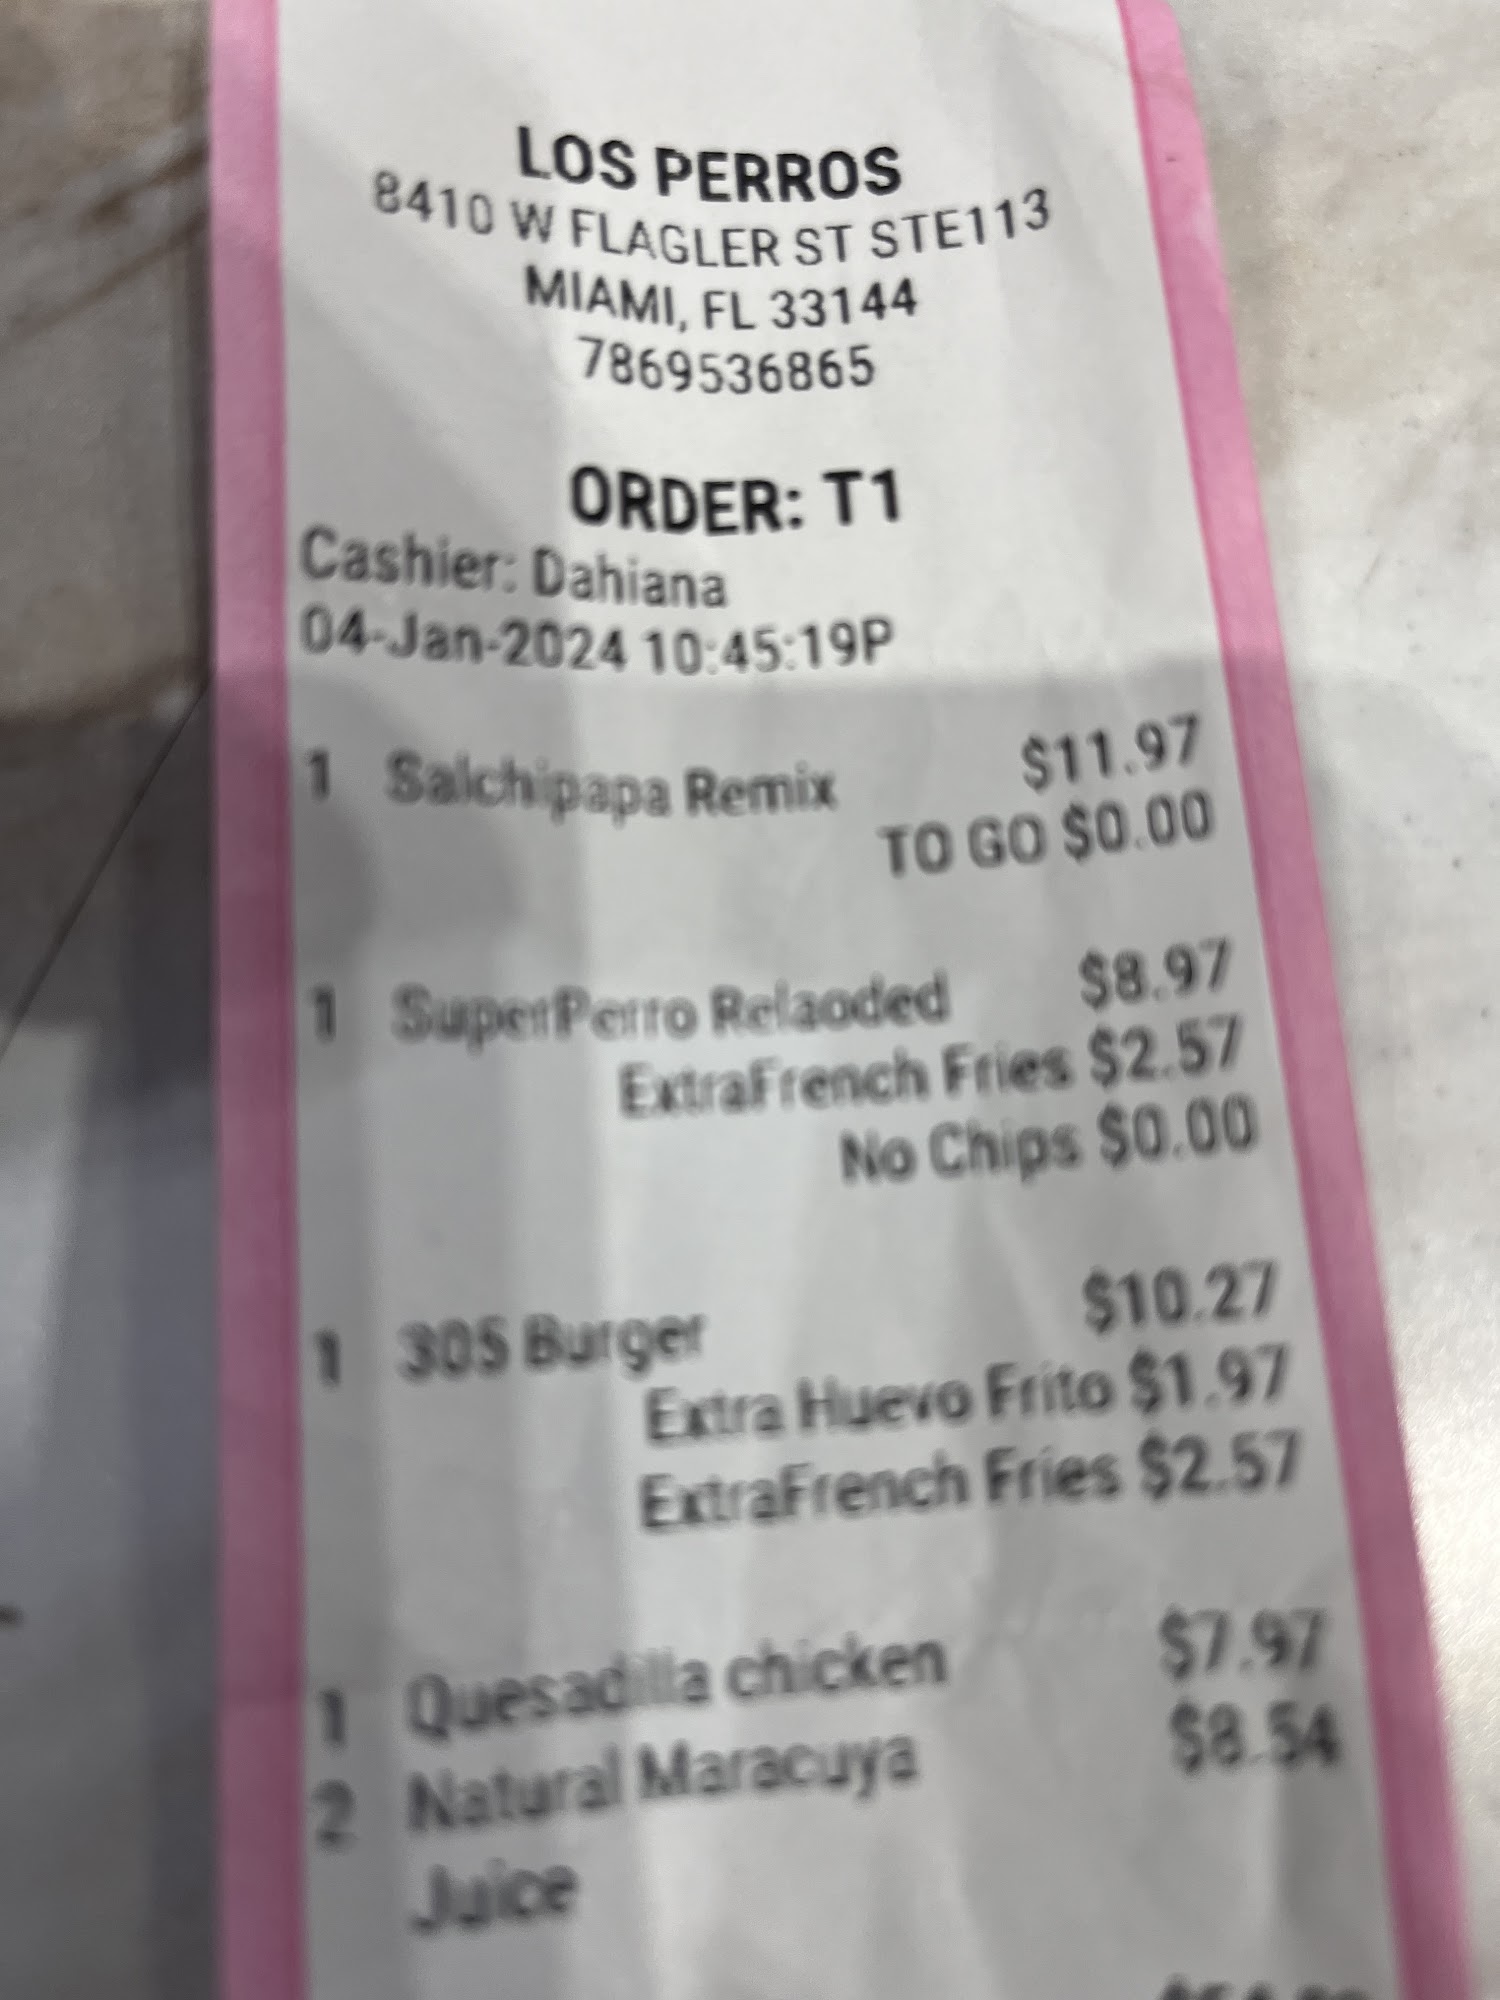 LOS PERROS
8410 W FLAGLER ST STE113
MIAMI, FL 33144
7869536865
ORDER: T1
Cashier: Dahiana
04-Jan-2024 10:45:19P
1 Salchipapa Remix $11.97
TO GO $0.00
1 SuperPerro Relaoded $8.97
ExtraFrench Fries $2.57
No Chips $0.00
1 305 Burger $10.27
Extra Huevo Frito $1.97
ExtraFrench Fries $2.57
1 Quesadilla chicken $7.97
2 Natural Maracuya $8.54
Juice